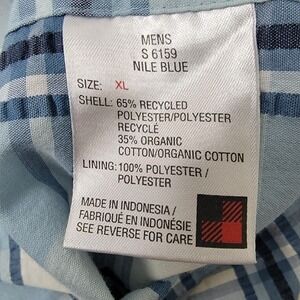 MENS
S 6159
NILE BLUE
SIZE: XL
SHELL: 65% RECYCLED
POLYESTER/POLYESTER
RECYCLÉ
35% ORGANIC
COTTON/ORGANIC COTTON
LINING: 100% POLYESTER /
POLYESTER
MADE IN INDONESIA /
FABRIQUÉ EN INDONÉSIE
SEE REVERSE FOR CARE